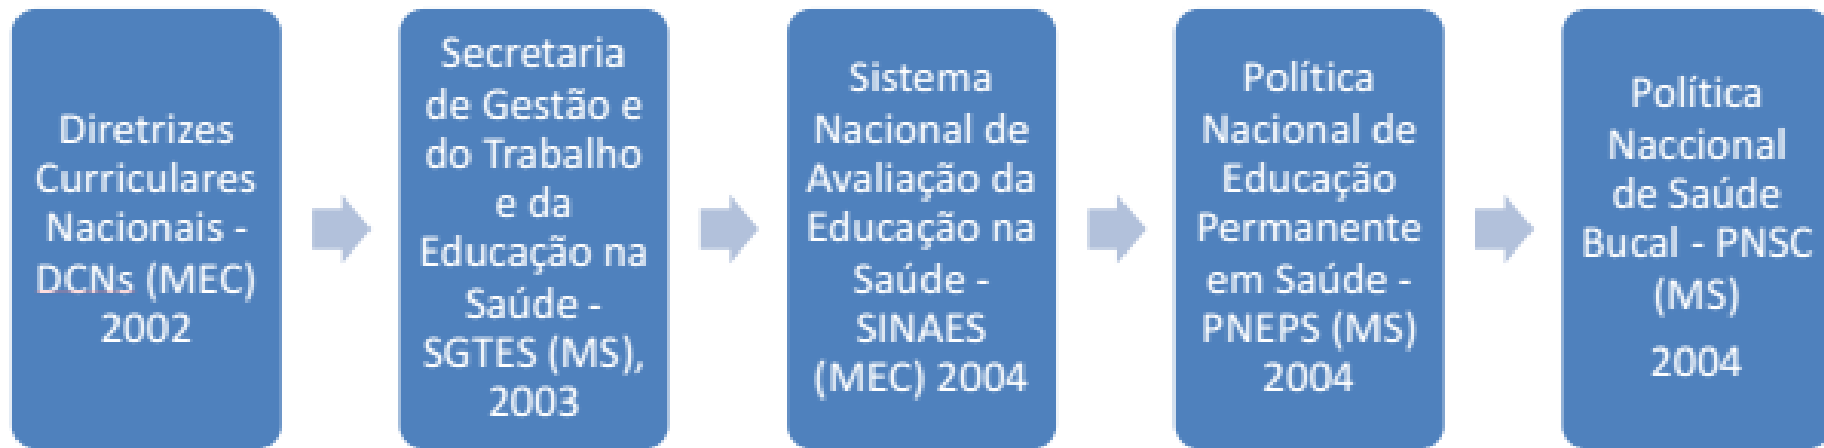 Diretrizes
Curriculares
Nacionais -
DCNs (MEC)
2002
Secretaria
de Gestão e
do Trabalho
e da
Educação na
Saúde -
SGTES (MS),
2003
Sistema
Nacional de
Avaliação da
Educação na
Saúde -
SINAES
(MEC) 2004
Política
Nacional de
Educação
Permanente
em Saúde -
PNEPS (MS)
2004
Política
Naccional
de Saúde
Bucal - PNSC
(MS)
2004